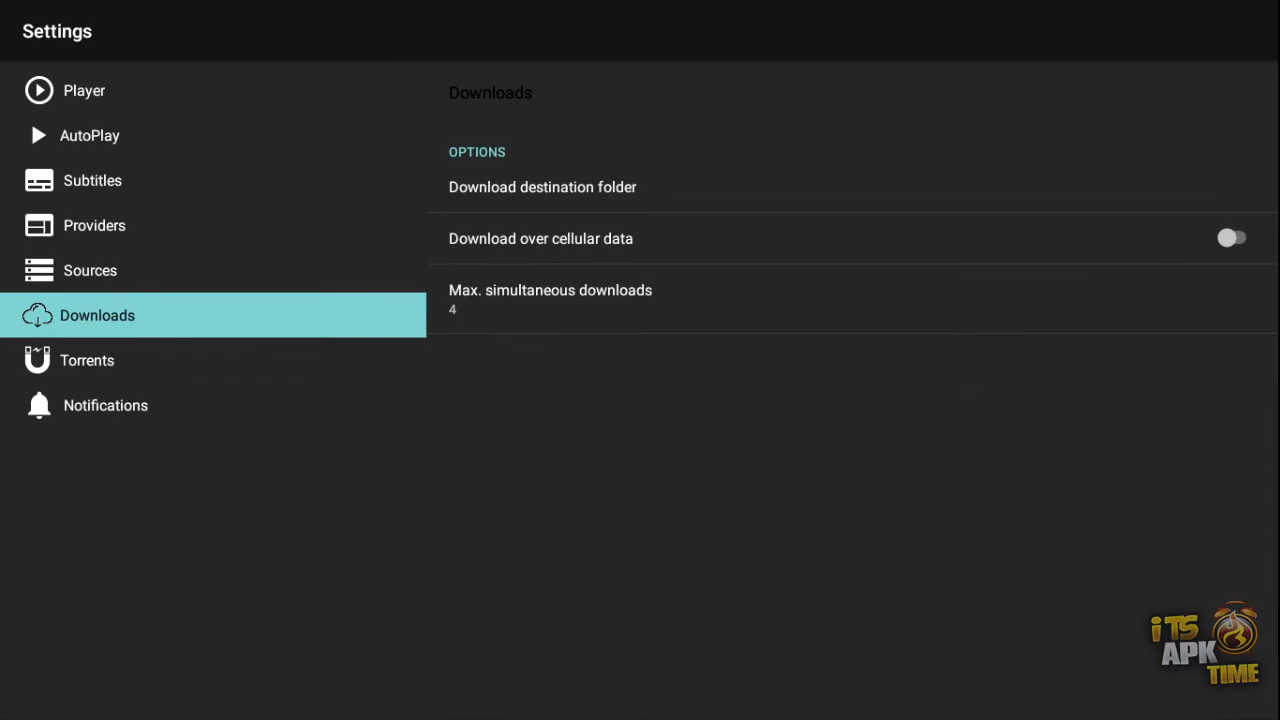 Settings
Player
AutoPlay
Subtitles
Providers
Sources
Downloads
Torrents
Notifications
Downloads
OPTIONS
Download destination folder
Download over cellular data
Max. simultaneous downloads
4
iTS
APK
TIME